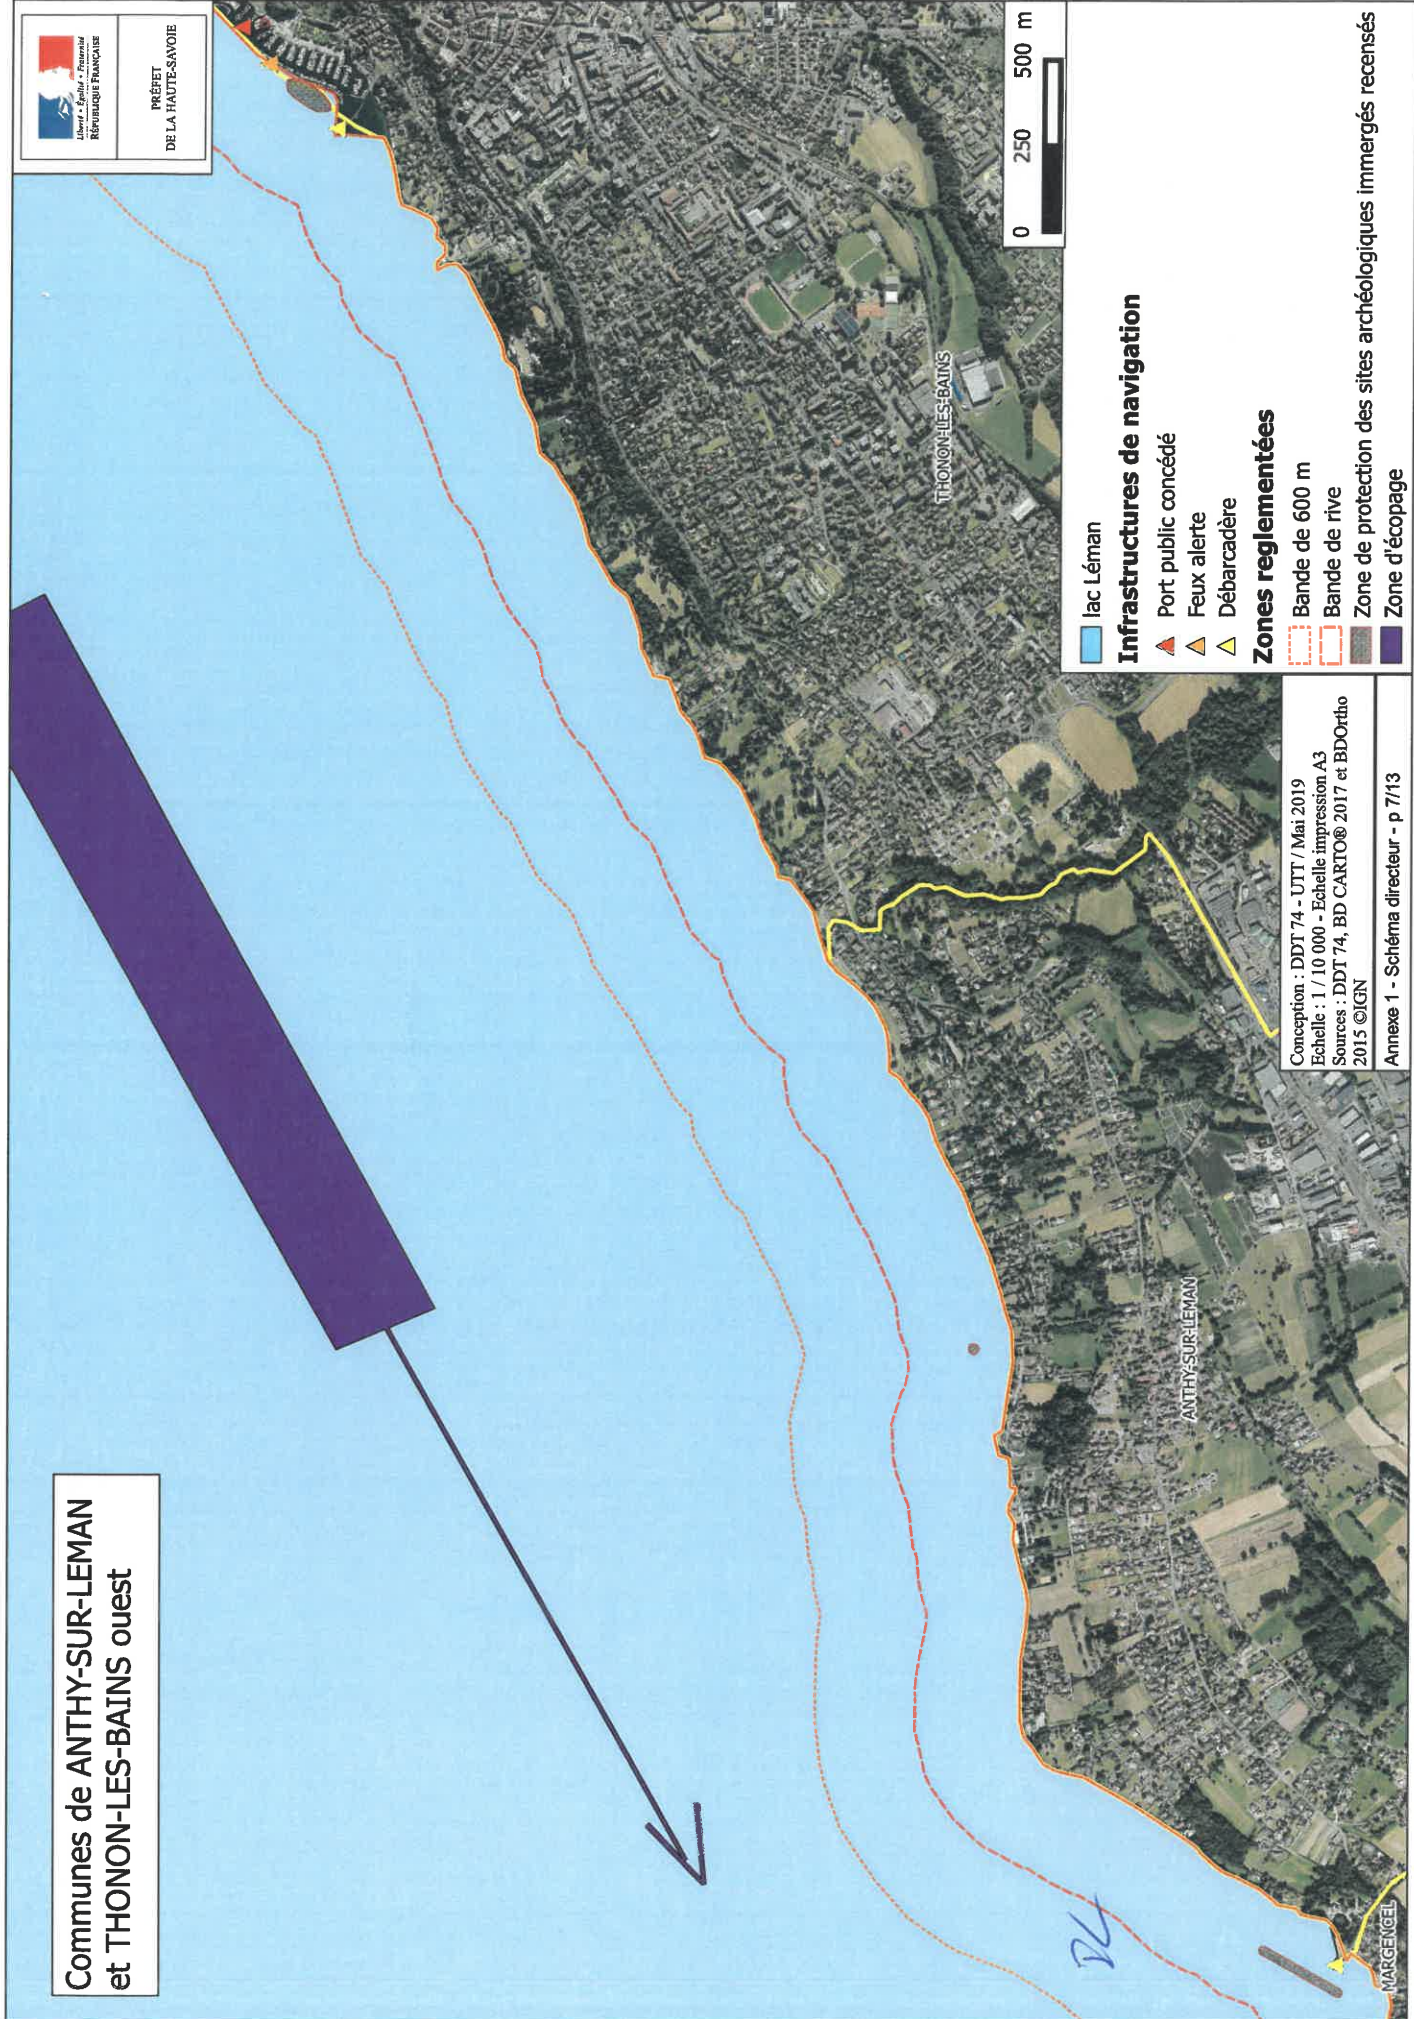 Communes de ANTHY-SUR-LEMAN
et THONON-LES-BAINS ouest
Liberté • Égalité • Fraternité
RÉPUBLIQUE FRANÇAISE
PRÉFET
DE LA HAUTE-SAVOIE
THONON-LES-BAINS
ANTHY-SUR-LEMAN
MARGENCEL
DL
0 250 500 m
lac Léman
Infrastructures de navigation
Port public concédé
Feux alerte
Débarcadère
Zones reglementées
Bande de 600 m
Bande de rive
Zone de protection des sites archéologiques immergés recensés
Zone d'écopage
Conception : DDT 74 - UTT / Mai 2019
Echelle : 1 / 10 000 - Echelle impression A3
Sources : DDT 74, BD CARTO® 2017 et BDOrtho
2015 ©IGN
Annexe 1 - Schéma directeur - p 7/13